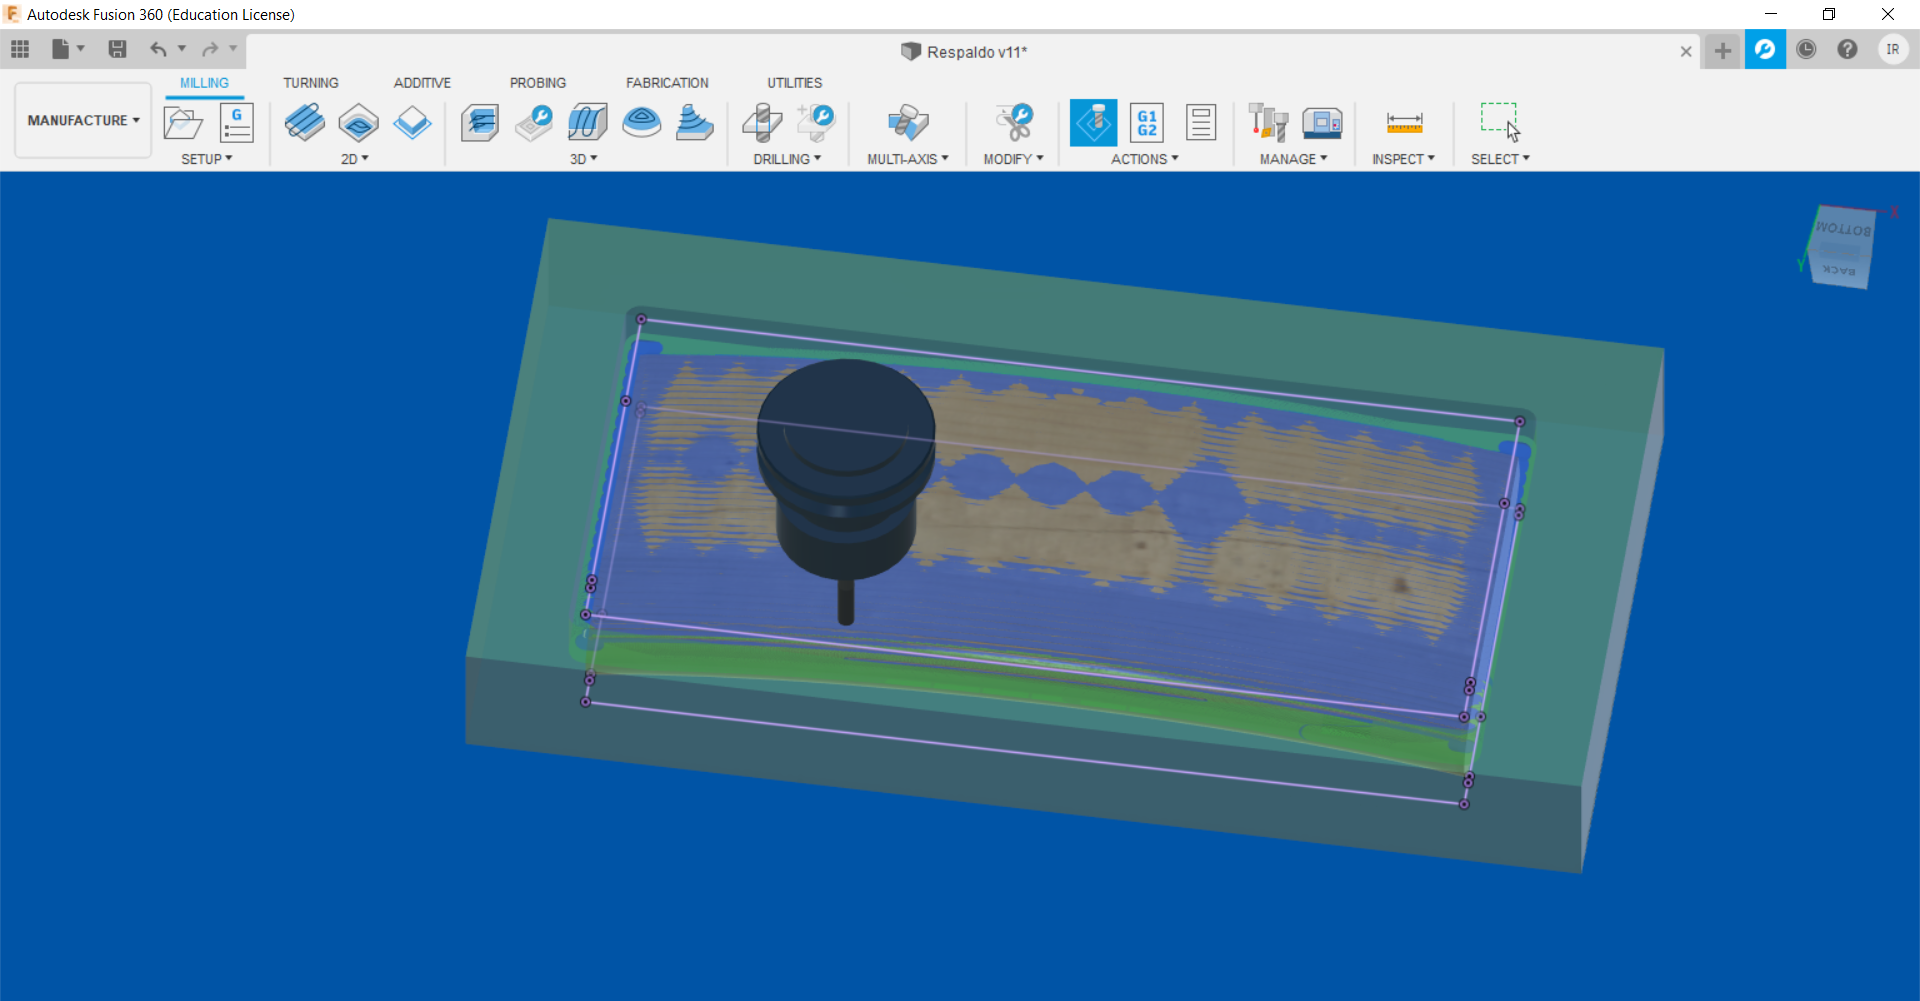 Autodesk Fusion 360 (Education License)
Respaldo v11*
IR
MILLING TURNING ADDITIVE PROBING FABRICATION UTILITIES
MANUFACTURE
G
G1
G2
SETUP 2D 3D DRILLING MULTI-AXIS MODIFY ACTIONS MANAGE INSPECT SELECT
X
BOTTOM
Y
BACK